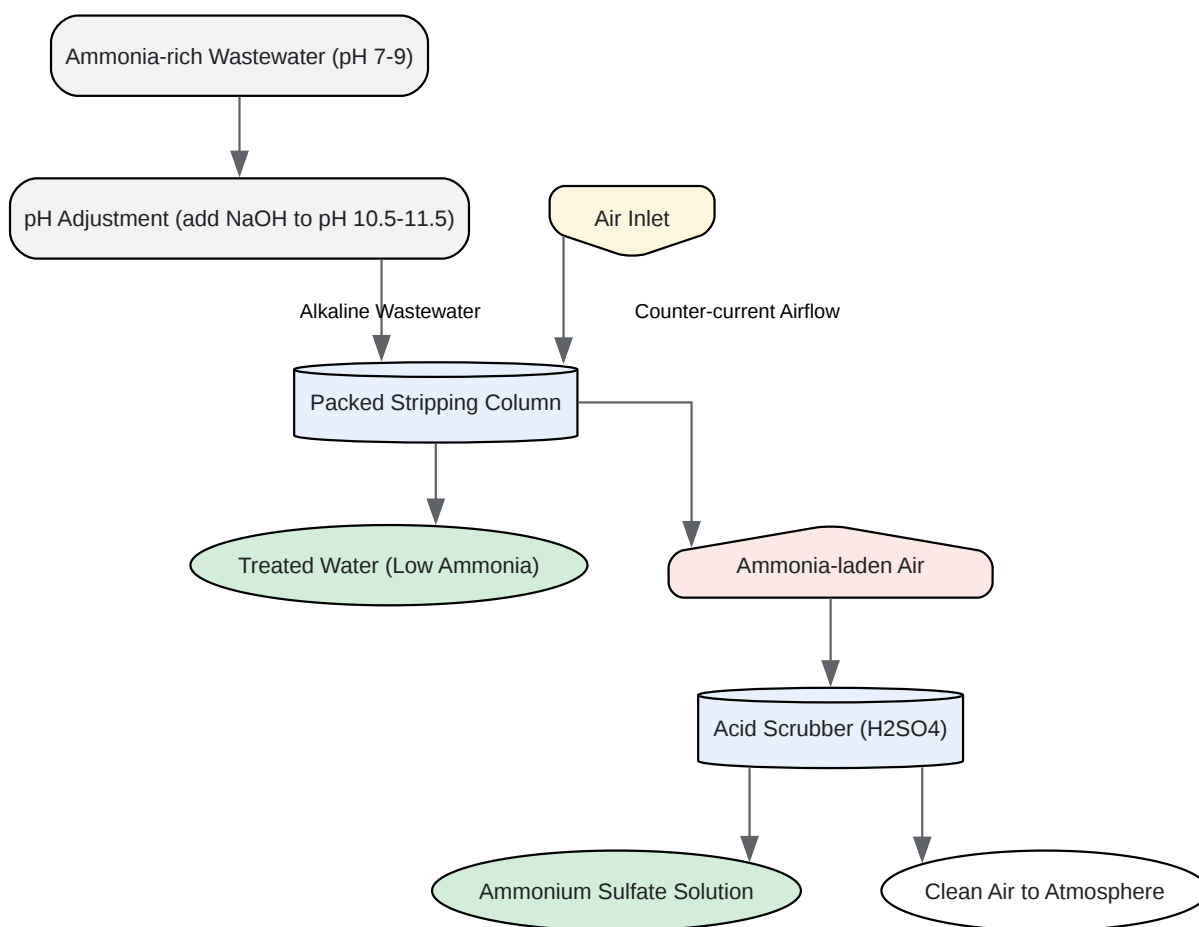 Ammonia-rich Wastewater (pH 7-9)
pH Adjustment (add NaOH to pH 10.5-11.5)
Air Inlet
Alkaline Wastewater
Counter-current Airflow
Packed Stripping Column
Treated Water (Low Ammonia)
Ammonia-laden Air
Acid Scrubber (H2SO4)
Ammonium Sulfate Solution
Clean Air to Atmosphere